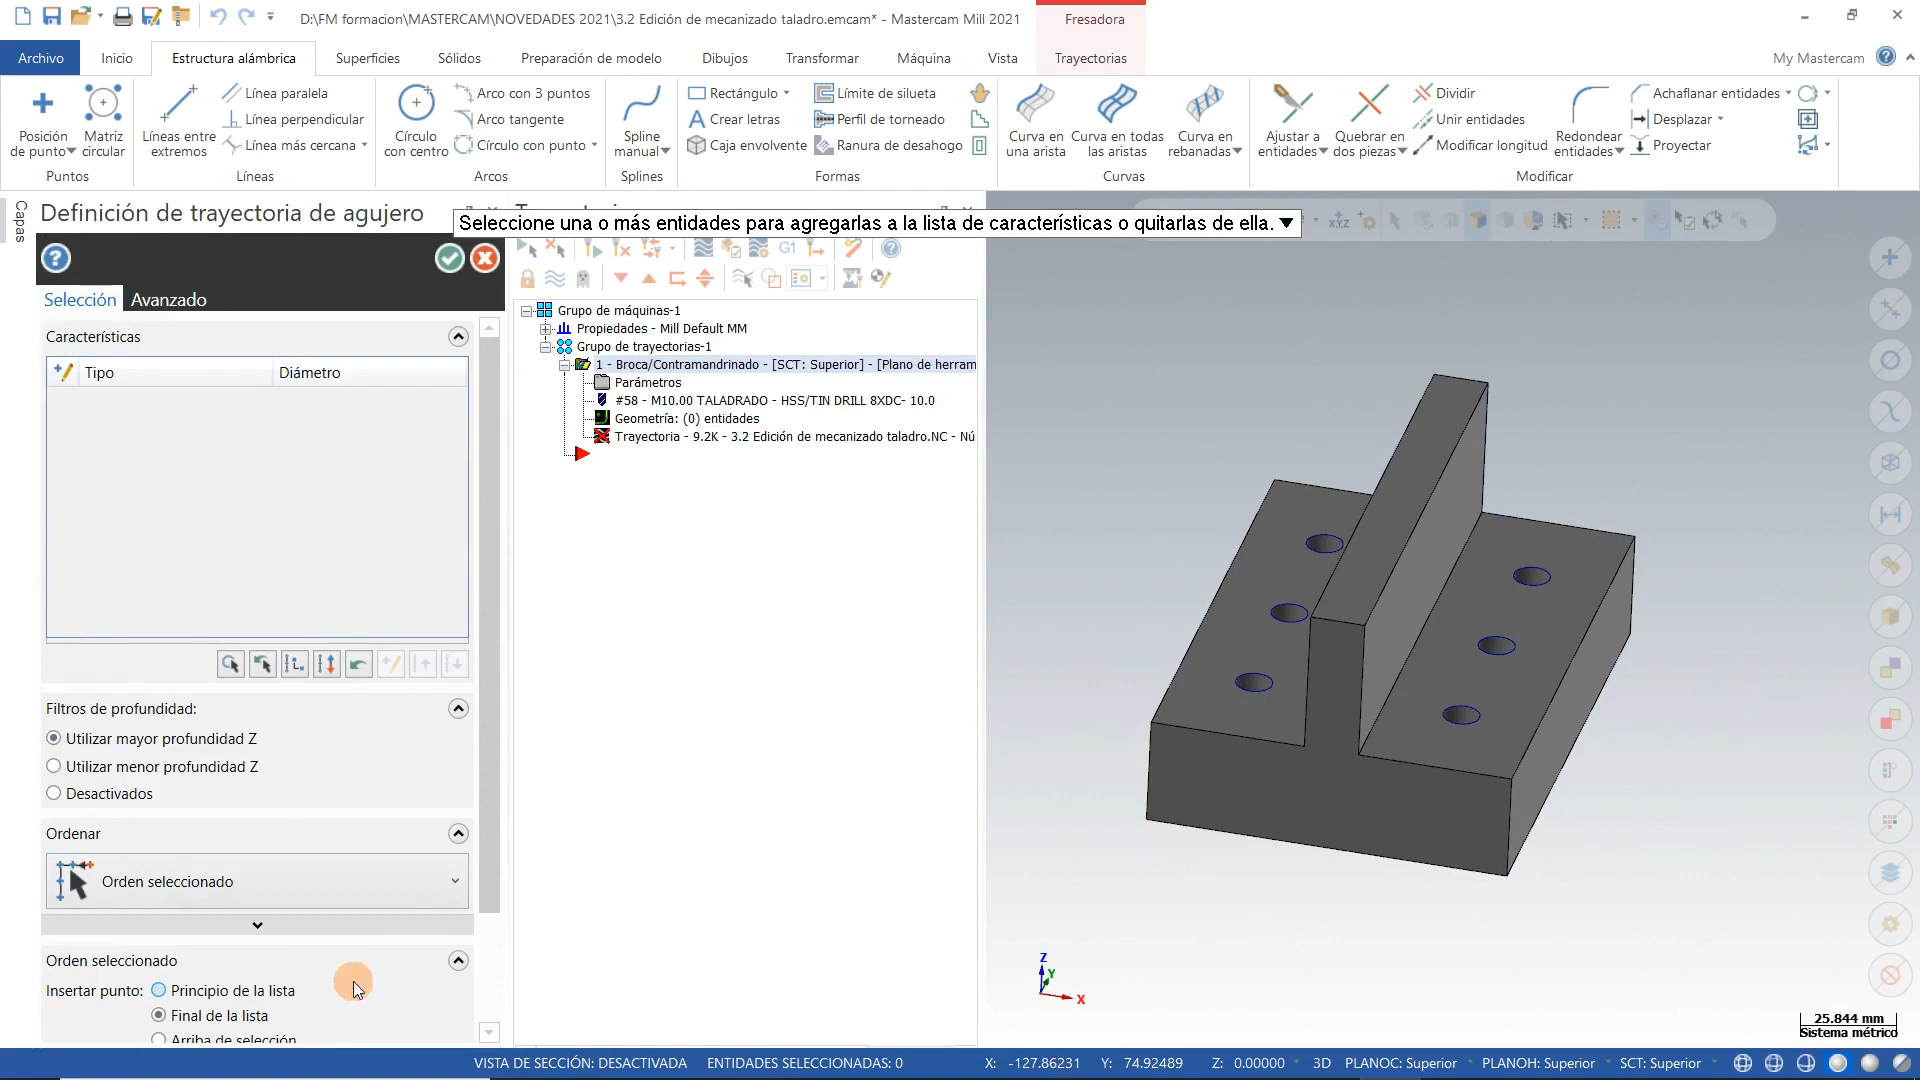 D:\FM formacion\MASTERCAM\NOVEDADES 2021\3.2 Edición de mecanizado taladro.emcam* - Mastercam Mill 2021
Fresadora
Archivo
Inicio
Estructura alámbrica
Superficies
Sólidos
Preparación de modelo
Dibujos
Transformar
Máquina
Vista
Trayectorias
My Mastercam
Posición de punto
Matriz circular
Puntos
Líneas entre extremos
Línea paralela
Línea perpendicular
Línea más cercana
Líneas
Círculo con centro
Arco con 3 puntos
Arco tangente
Círculo con punto
Arcos
Spline manual
Splines
Rectángulo
Crear letras
Caja envolvente
Límite de silueta
Perfil de torneado
Ranura de desahogo
Formas
Curva en una arista
Curva en todas las aristas
Curva en rebanadas
Curvas
Ajustar a entidades
Quebrar en dos piezas
Dividir
Unir entidades
Modificar longitud
Redondear entidades
Achaflanar entidades
Desplazar
Proyectar
Modificar
Capas
Definición de trayectoria de agujero
Seleccione una o más entidades para agregarlas a la lista de características o quitarlas de ella.
Selección
Avanzado
Características
Tipo
Diámetro
Filtros de profundidad:
Utilizar mayor profundidad Z
Utilizar menor profundidad Z
Desactivados
Ordenar
Orden seleccionado
Orden seleccionado
Insertar punto:
Principio de la lista
Final de la lista
Arriba de selección
G1
Grupo de máquinas-1
Propiedades - Mill Default MM
Grupo de trayectorias-1
1 - Broca/Contramandrinado - [SCT: Superior] - [Plano de herram
Parámetros
#58 - M10.00 TALADRADO - HSS/TIN DRILL 8XDC- 10.0
Geometría: (0) entidades
Trayectoria - 9.2K - 3.2 Edición de mecanizado taladro.NC - Nú
XYZ
Z
Y
X
25.844 mm
Sistema métrico
VISTA DE SECCIÓN: DESACTIVADA
ENTIDADES SELECCIONADAS: 0
X: -127.86231
Y: 74.92489
Z: 0.00000
3D
PLANOC: Superior
PLANOH: Superior
SCT: Superior